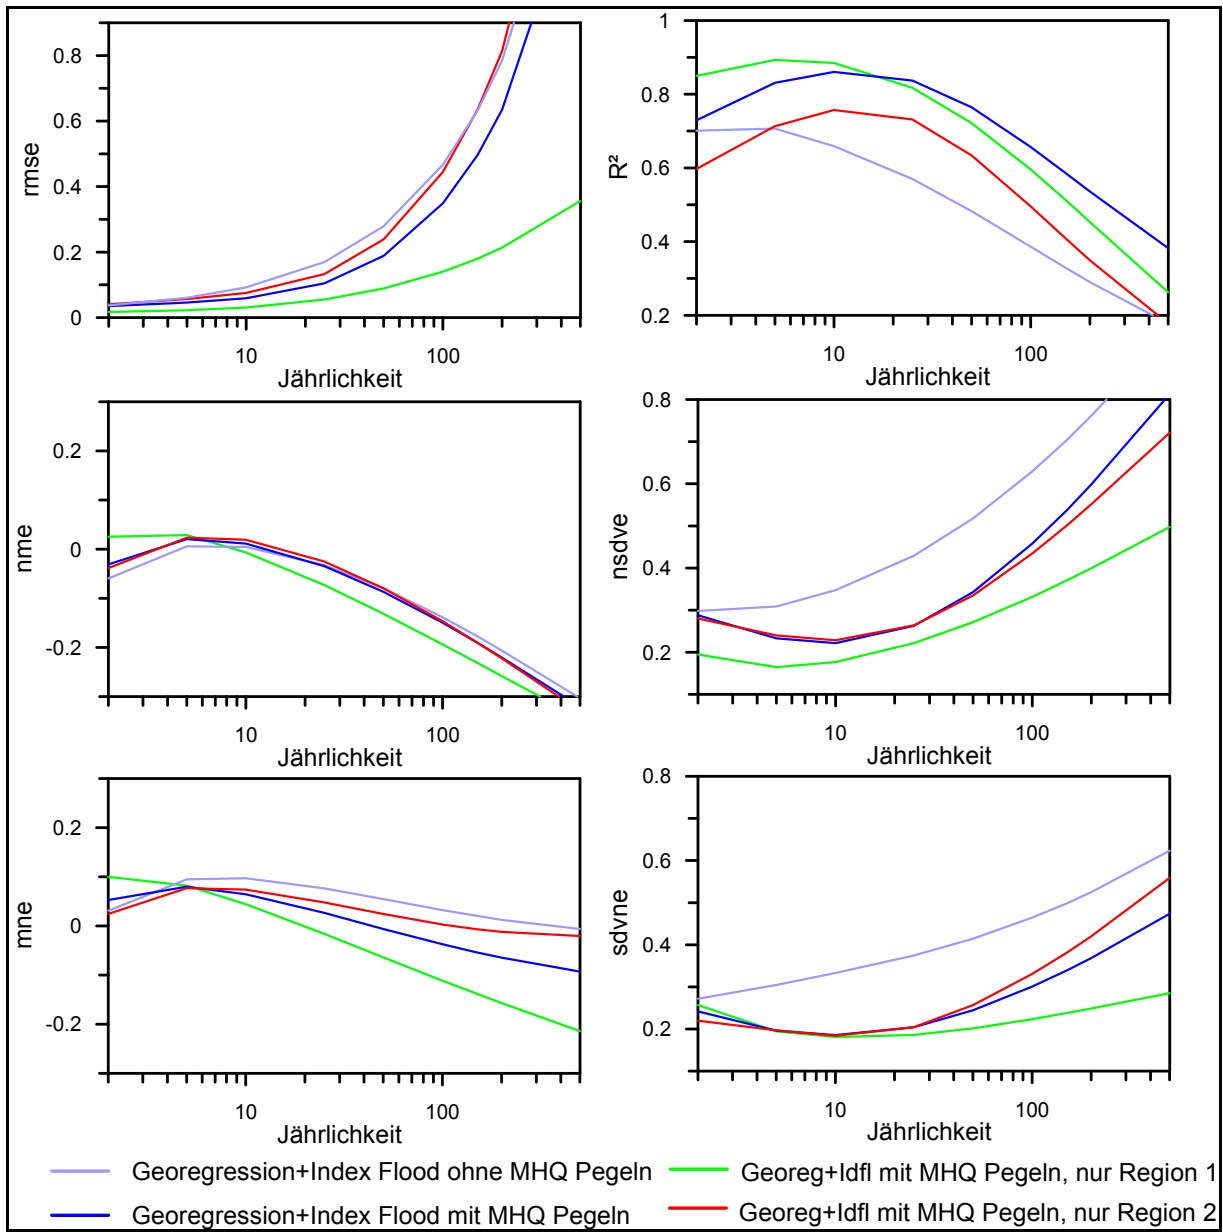 0.8
0.6
0.4
0.2
0
rmse
10
100
Jährlichkeit
1
0.8
0.6
0.4
0.2
R²
10
100
Jährlichkeit
0.2
0
-0.2
nme
10
100
Jährlichkeit
0.8
0.6
0.4
0.2
nsdve
10
100
Jährlichkeit
0.2
0
-0.2
mne
10
100
Jährlichkeit
0.8
0.6
0.4
0.2
sdvne
10
100
Jährlichkeit
Georegression+Index Flood ohne MHQ Pegeln
Georeg+Idfl mit MHQ Pegeln, nur Region 1
Georegression+Index Flood mit MHQ Pegeln
Georeg+Idfl mit MHQ Pegeln, nur Region 2